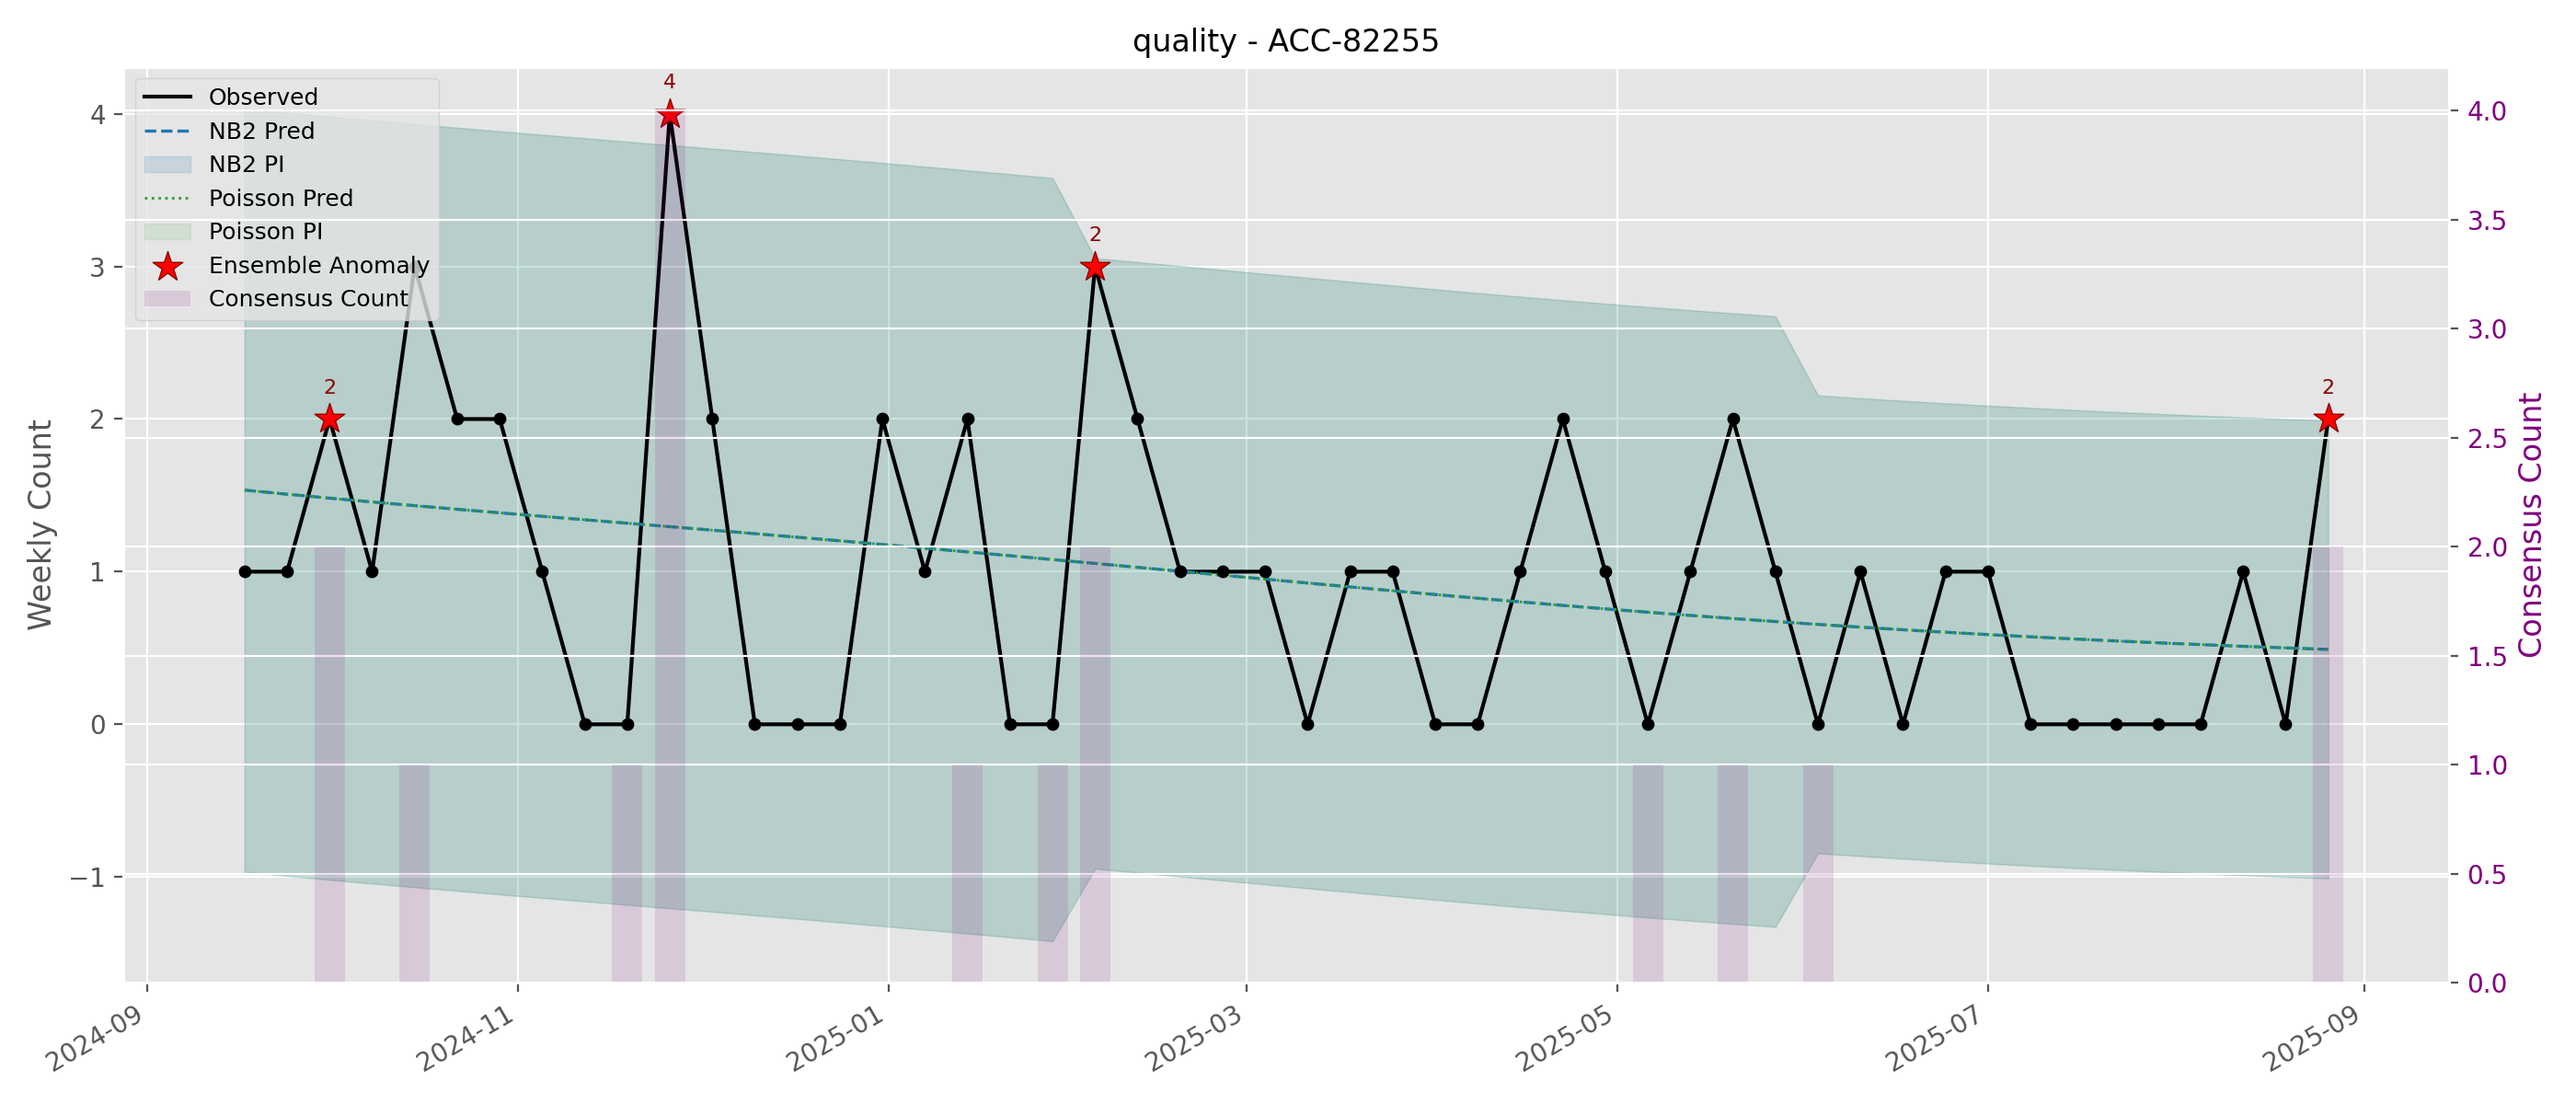 quality - ACC-82255
Observed
NB2 Pred
NB2 PI
Poisson Pred
Poisson PI
Ensemble Anomaly
Consensus Count
2
4
2
2
Weekly Count
4
3
2
1
0
−1
Consensus Count
4.0
3.5
3.0
2.5
2.0
1.5
1.0
0.5
0.0
2024-09
2024-11
2025-01
2025-03
2025-05
2025-07
2025-09